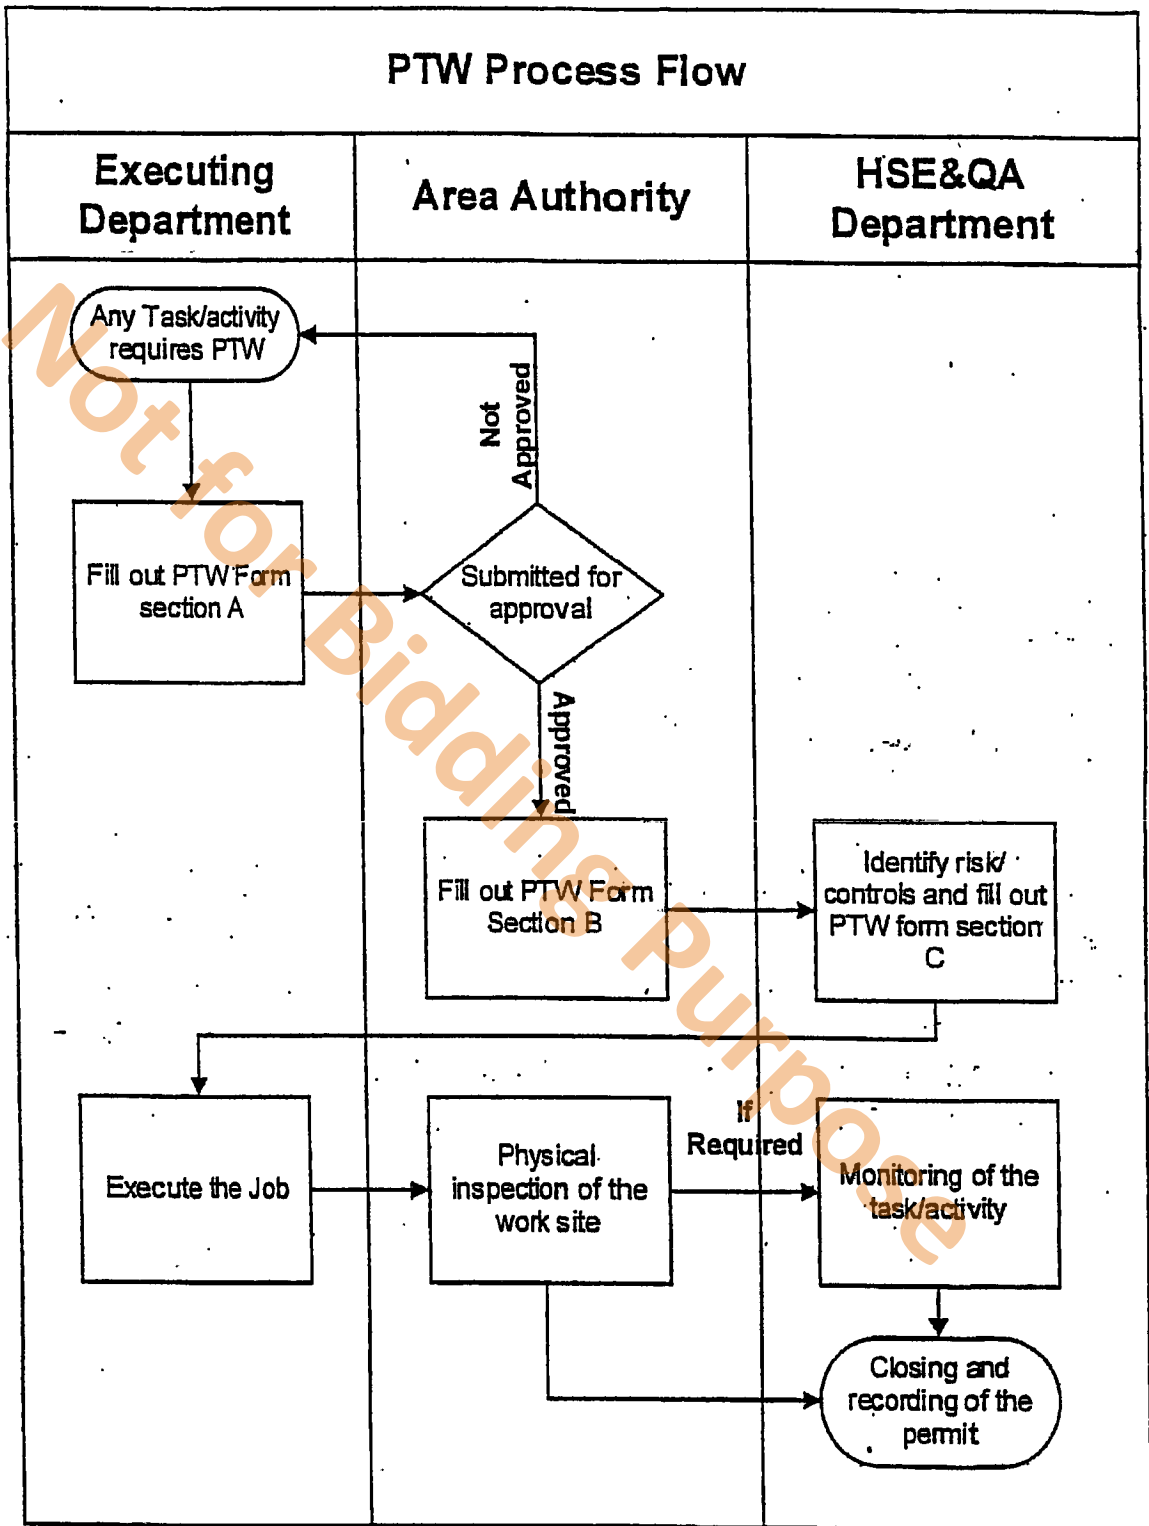 PTW Process Flow
Executing
Department
Area Authority
HSE&QA
Department
Any Task/activity
requires PTW
Not
Approved
Fill out PTW Form
section A
Submitted for
approval
Approved
Fill out PTW Form
Section B
Identify risk/
controls and fill out
PTW form section
C
Execute the Job
Physical
inspection of the
work site
If
Required
Monitoring of the
task/activity
Closing and
recording of the
permit
Not for Bidding Purpose